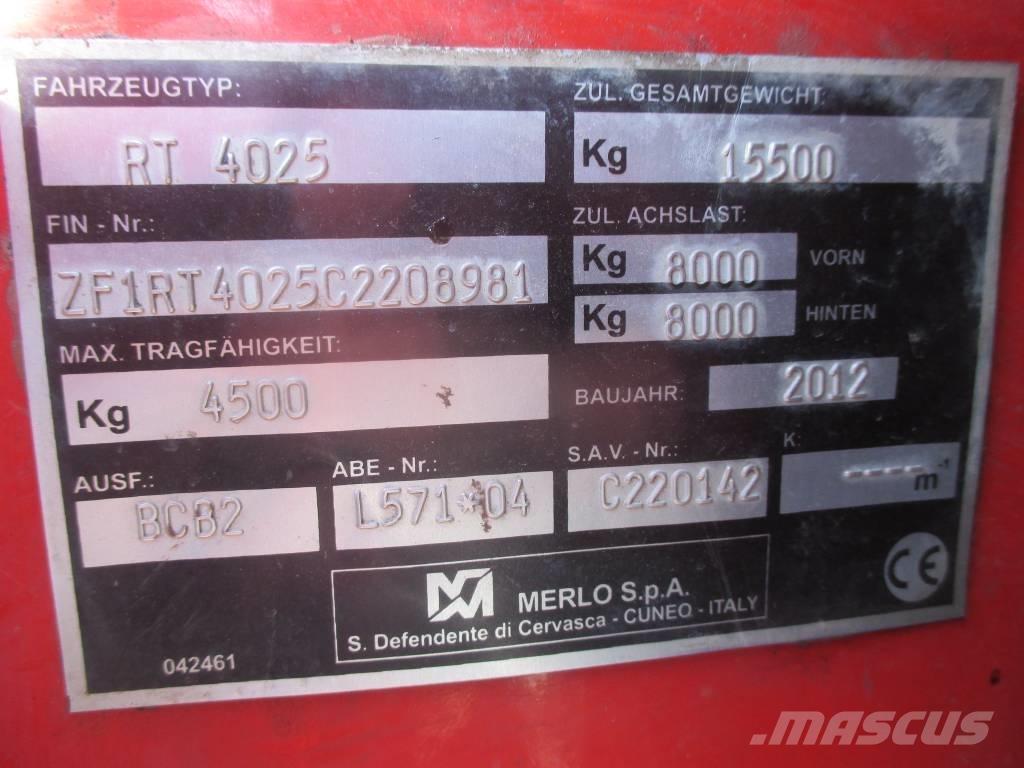 FAHRZEUGTYP:
RT 4025
FIN - Nr.:
ZF1RT4025C2208981
MAX. TRAGFÄHIGKEIT:
Kg 4500
AUSF.:
BCB2
ABE - Nr.:
L571*04
ZUL. GESAMTGEWICHT:
Kg 15500
ZUL. ACHSLAST:
Kg 8000 VORN
Kg 8000 HINTEN
BAUJAHR: 2012
S.A.V. - Nr.:
C220142
K:
---- m-1
MERLO S.p.A.
S. Defendente di Cervasca - CUNEO - ITALY
CE
042461
MASCUS